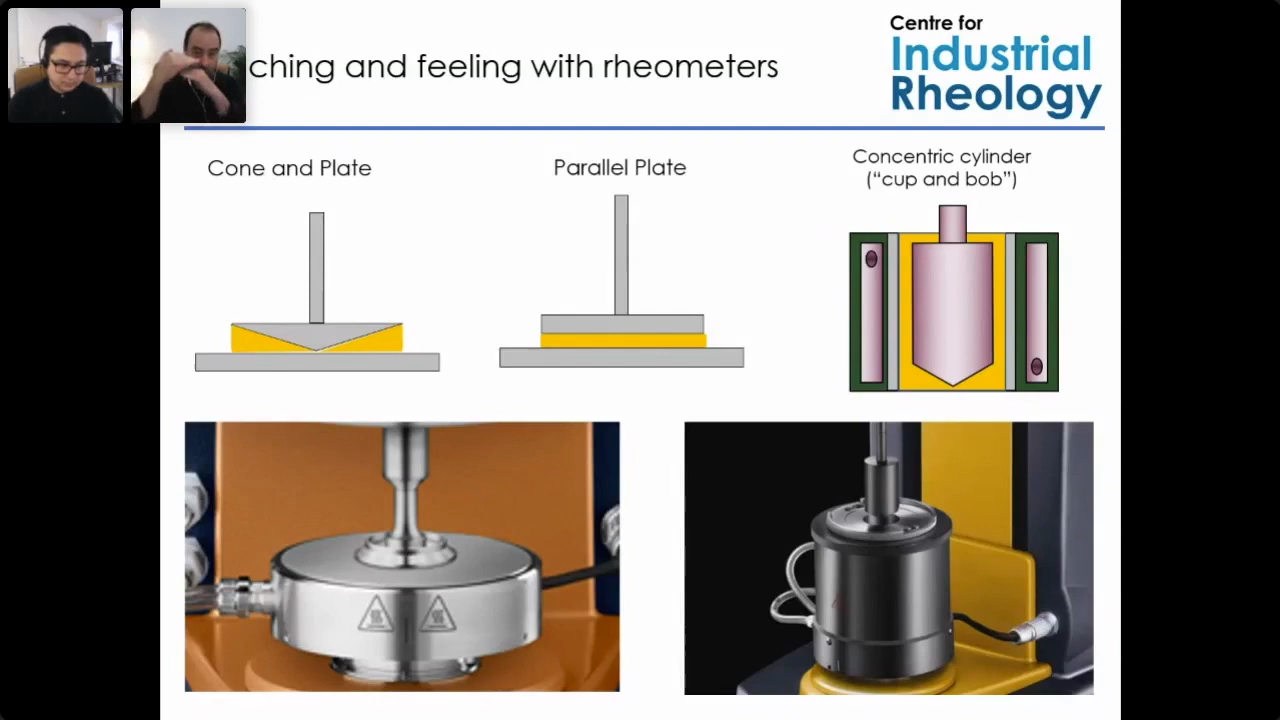 ching and feeling with rheometers
Centre for
Industrial
Rheology
Cone and Plate
Parallel Plate
Concentric cylinder
(“cup and bob”)